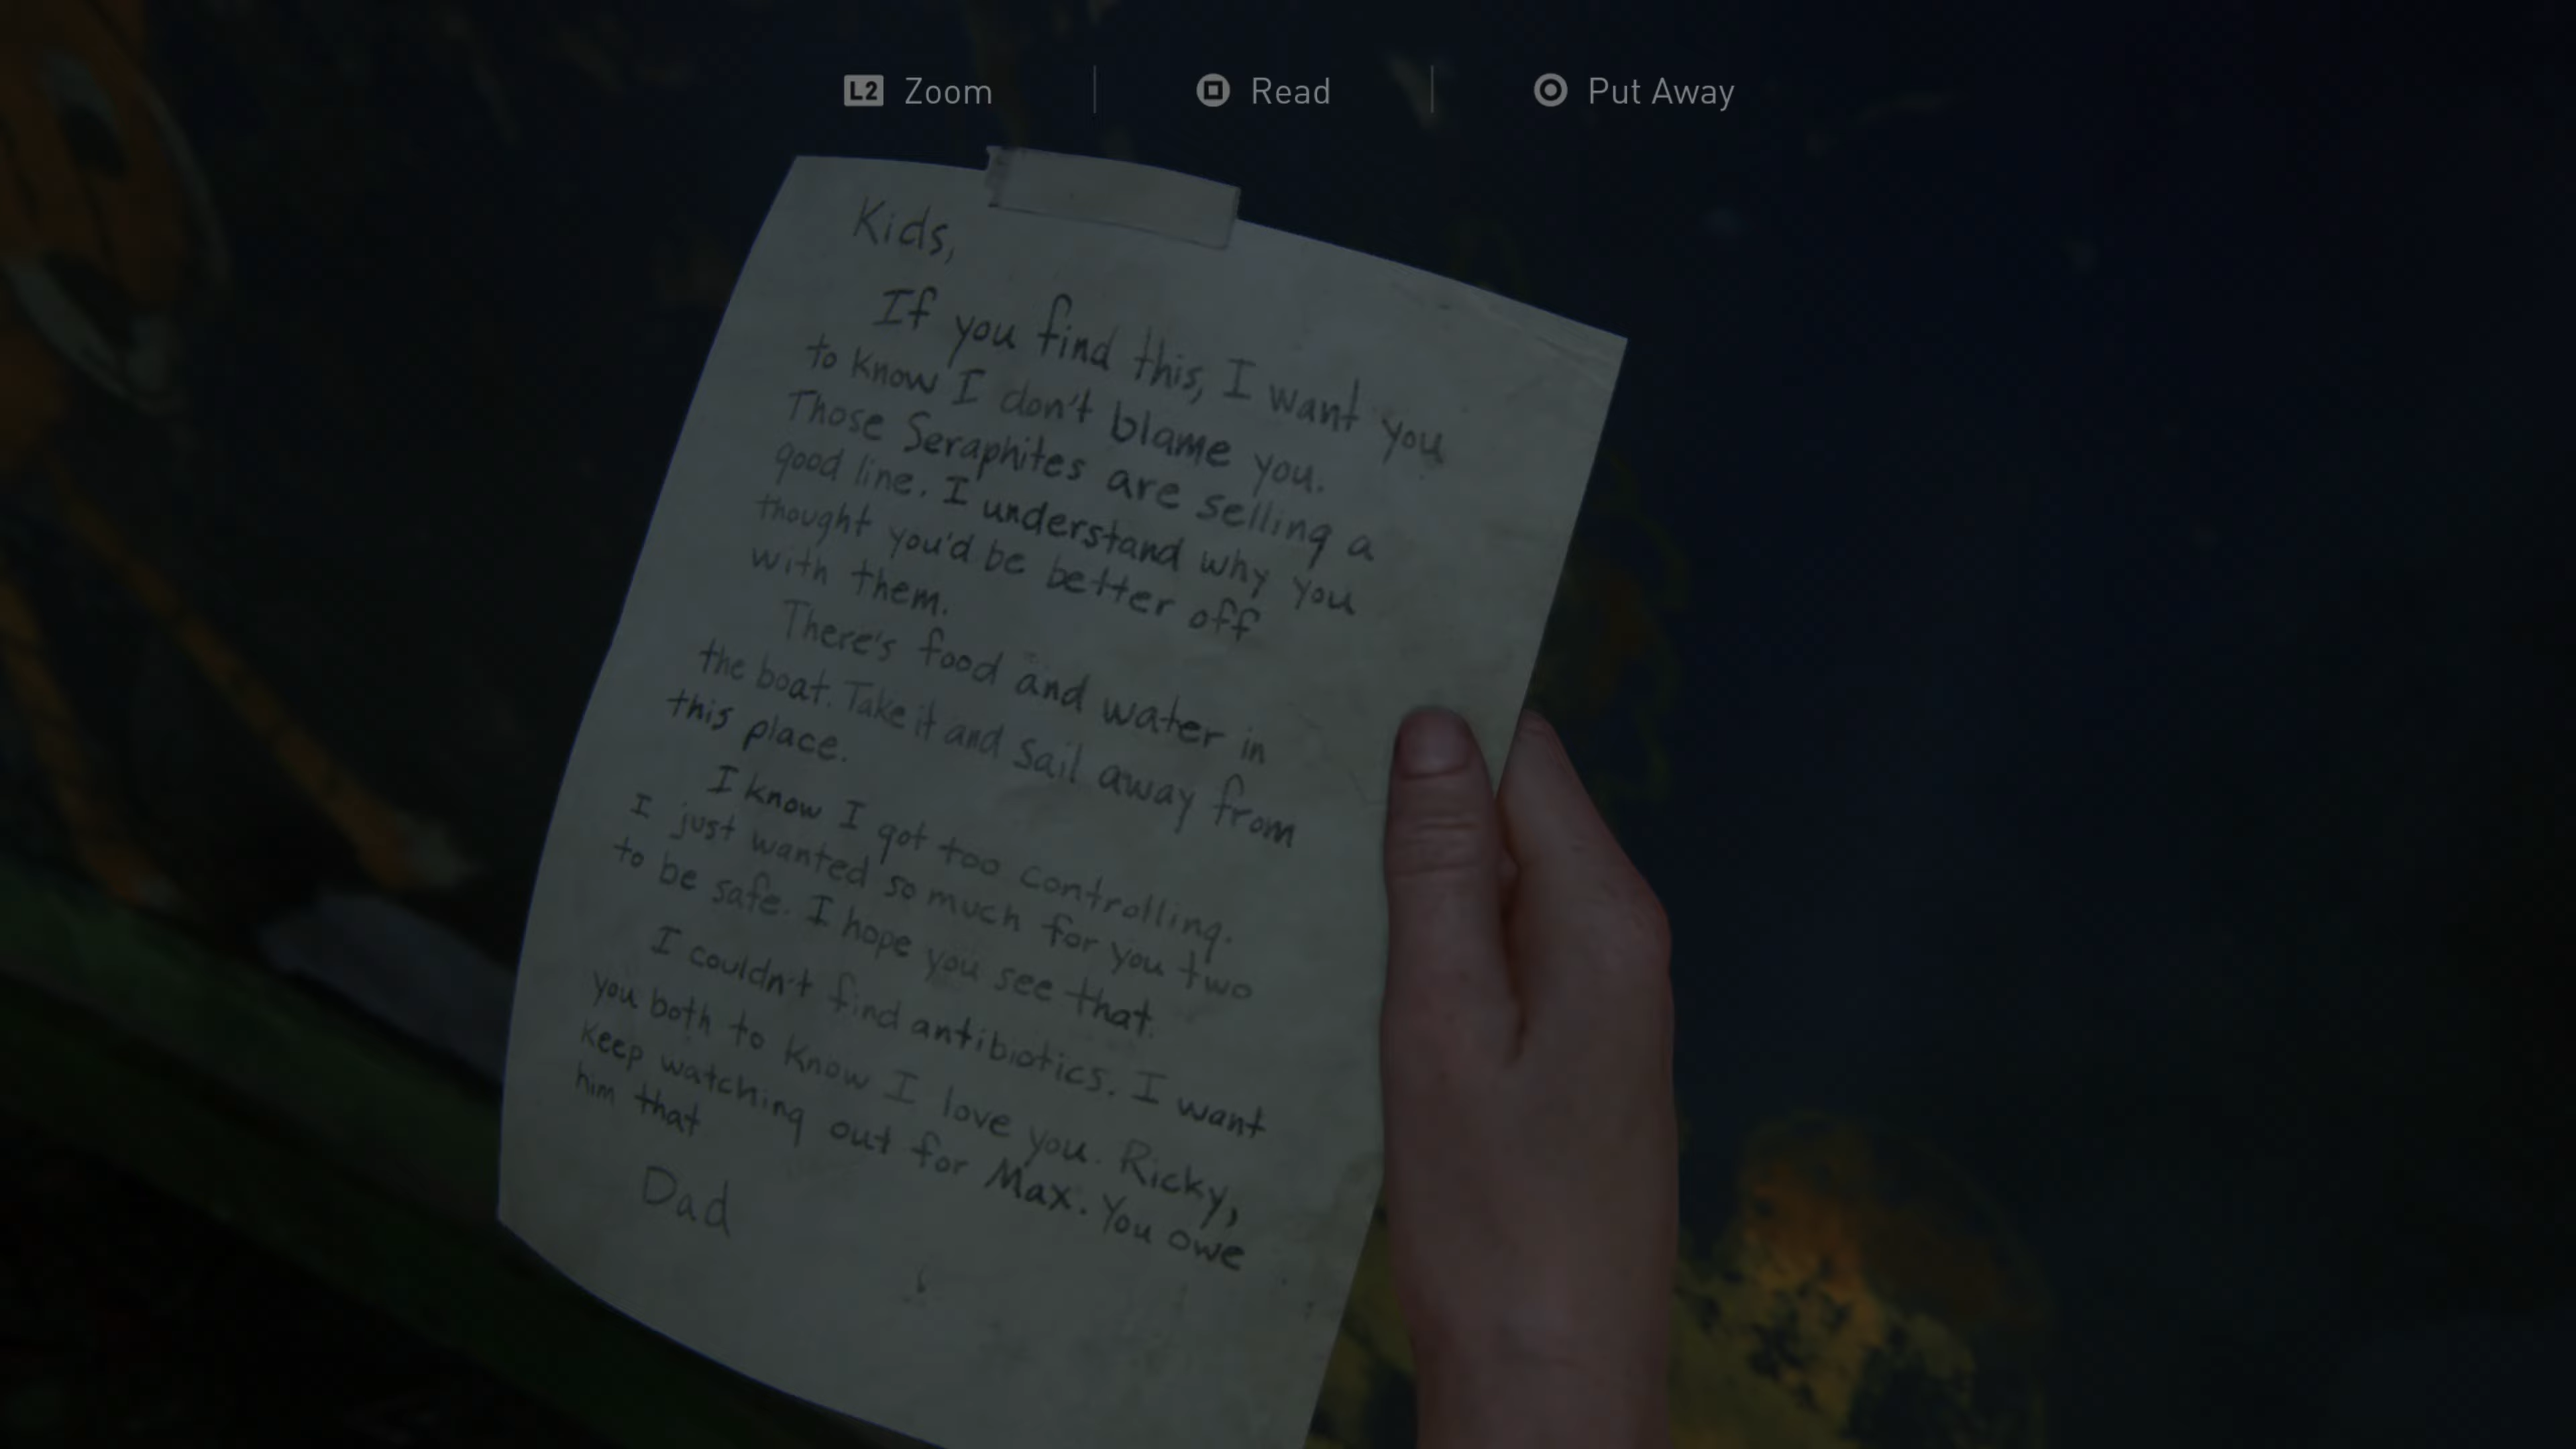 L2 Zoom | Read | Put Away
Kids,
If you find this, I want you
to know I don't blame you.
Those Seraphites are selling a
good line. I understand why you
thought you'd be better off
with them.
There's food and water in
the boat. Take it and sail away from
this place.
I know I got too controlling.
I just wanted so much for you two
to be safe. I hope you see that.
I couldn't find antibiotics. I want
you both to know I love you. Ricky,
keep watching out for Max. You owe
him that
Dad